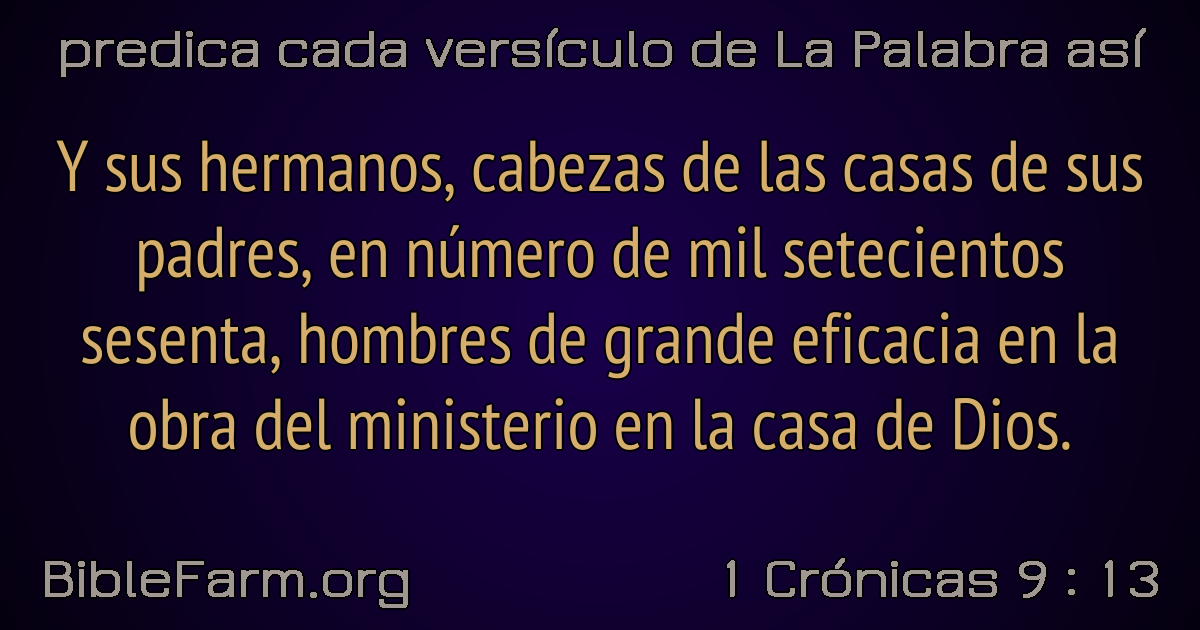 predica cada versículo de La Palabra así
Y sus hermanos, cabezas de las casas de sus
padres, en número de mil setecientos
sesenta, hombres de grande eficacia en la
obra del ministerio en la casa de Dios.
BibleFarm.org
1 Crónicas 9 : 13